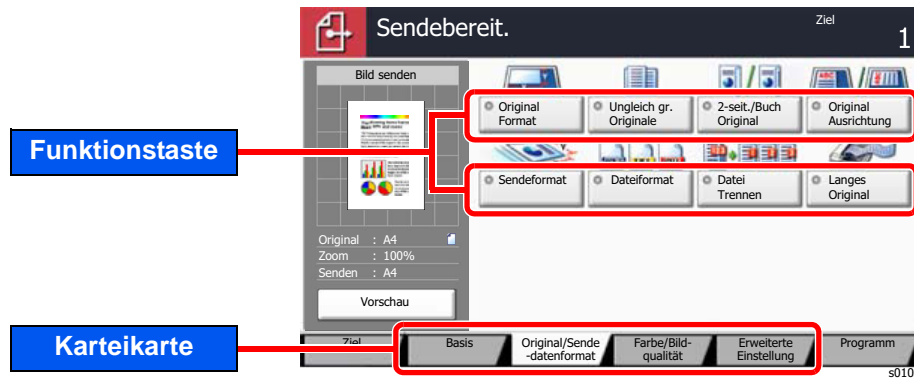 Sendebereit.
Ziel
1
Bild senden
Original
Format
Ungleich gr.
Originale
2-seit./Buch
Original
Original
Ausrichtung
Funktionstaste
Sendeformat
Dateiformat
Datei
Trennen
Langes
Original
Original : A4
Zoom : 100%
Senden : A4
Vorschau
Karteikarte
Ziel
Basis
Original/Sende
-datenformat
Farbe/Bild-
qualität
Erweiterte
Einstellung
Programm
s010